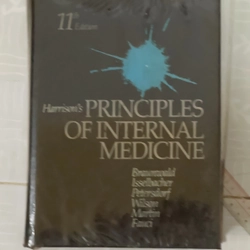 11th
Edition
Harrison's PRINCIPLES
OF INTERNAL
MEDICINE
Braunwald
Isselbacher
Petersdorf
Wilson
Martin
Fauci